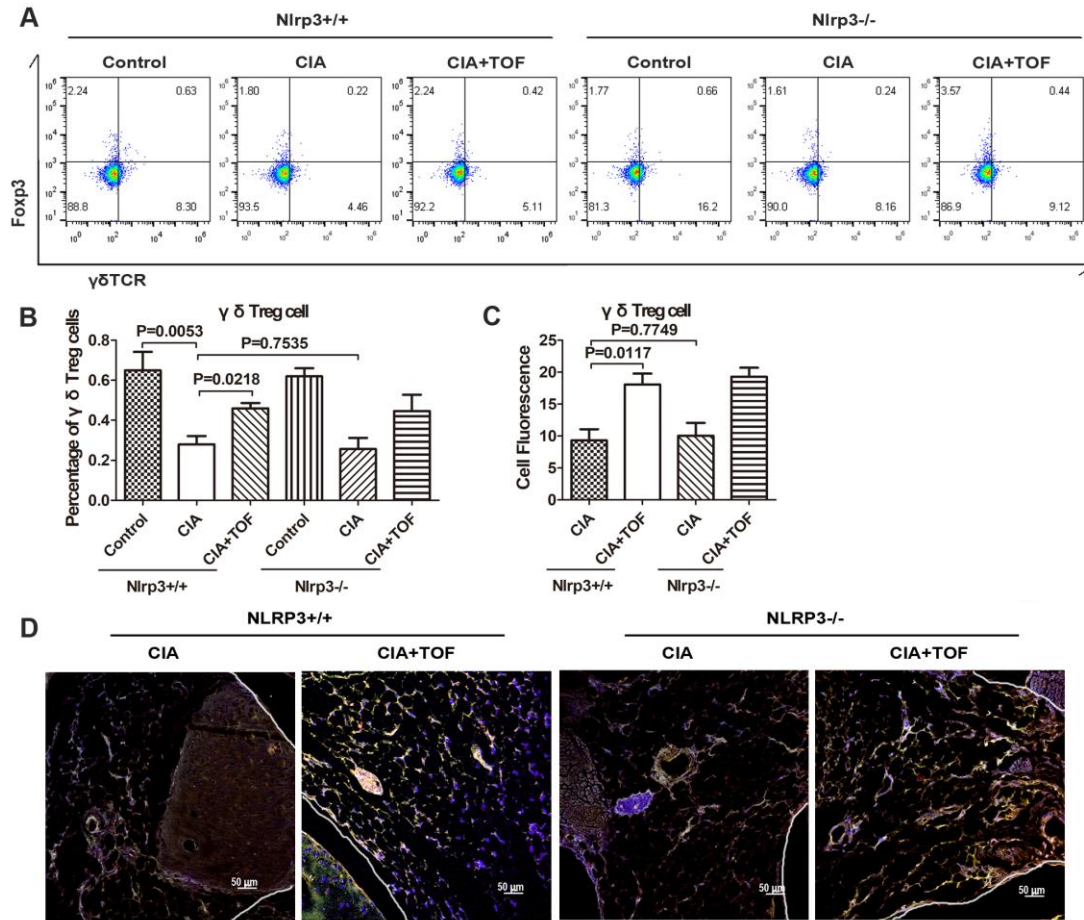 A
Nlrp3+/+ Nlrp3-/-
Control CIA CIA+TOF Control CIA CIA+TOF
2.24 0.63 1.80 0.22 2.24 0.42 1.77 0.66 1.61 0.24 3.57 0.44
88.8 8.30 93.5 4.46 92.2 5.11 81.3 16.2 90.0 8.16 86.9 9.12
Foxp3
γδTCR
B
γ δ Treg cell
P=0.0053
P=0.7535
P=0.0218
Percentage of γ δ Treg cells
0.8
0.6
0.4
0.2
0.0
Control CIA CIA+TOF Control CIA CIA+TOF
Nlrp3+/+ Nlrp3-/-
C
γ δ Treg cell
P=0.7749
P=0.0117
Cell Fluorescence
25
20
15
10
5
0
CIA CIA+TOF CIA CIA+TOF
Nlrp3+/+ Nlrp3-/-
D
NLRP3+/+ NLRP3-/-
CIA CIA+TOF CIA CIA+TOF
50 μm 50 μm 50 μm 50 μm